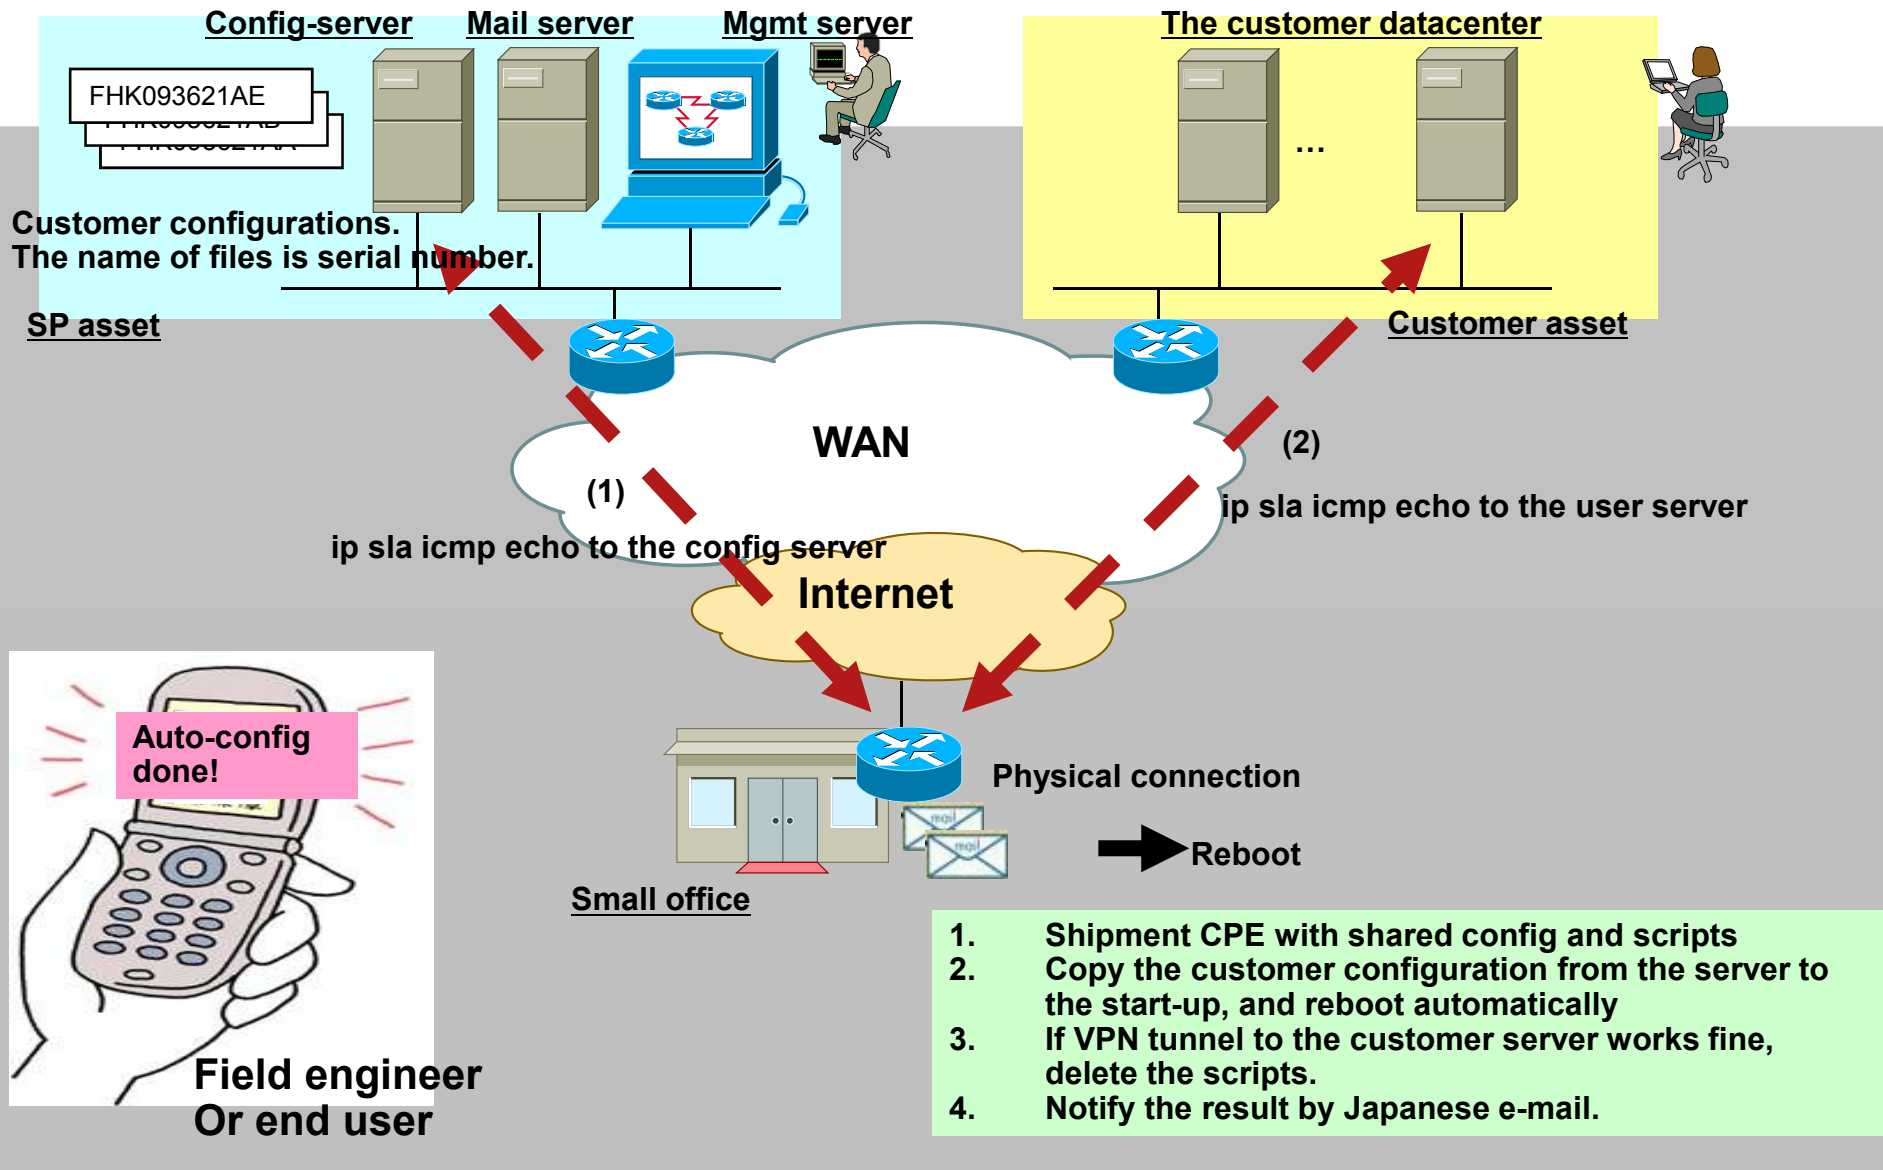 Config-server
Mail server
Mgmt server
The customer datacenter
FHK093621AE
Customer configurations.
The name of files is serial number.
SP asset
...
Customer asset
WAN
(1)
(2)
ip sla icmp echo to the user server
ip sla icmp echo to the config server
Internet
Auto-config
done!
Physical connection
Reboot
Small office
Field engineer
Or end user
1. Shipment CPE with shared config and scripts
2. Copy the customer configuration from the server to
the start-up, and reboot automatically
3. If VPN tunnel to the customer server works fine,
delete the scripts.
4. Notify the result by Japanese e-mail.